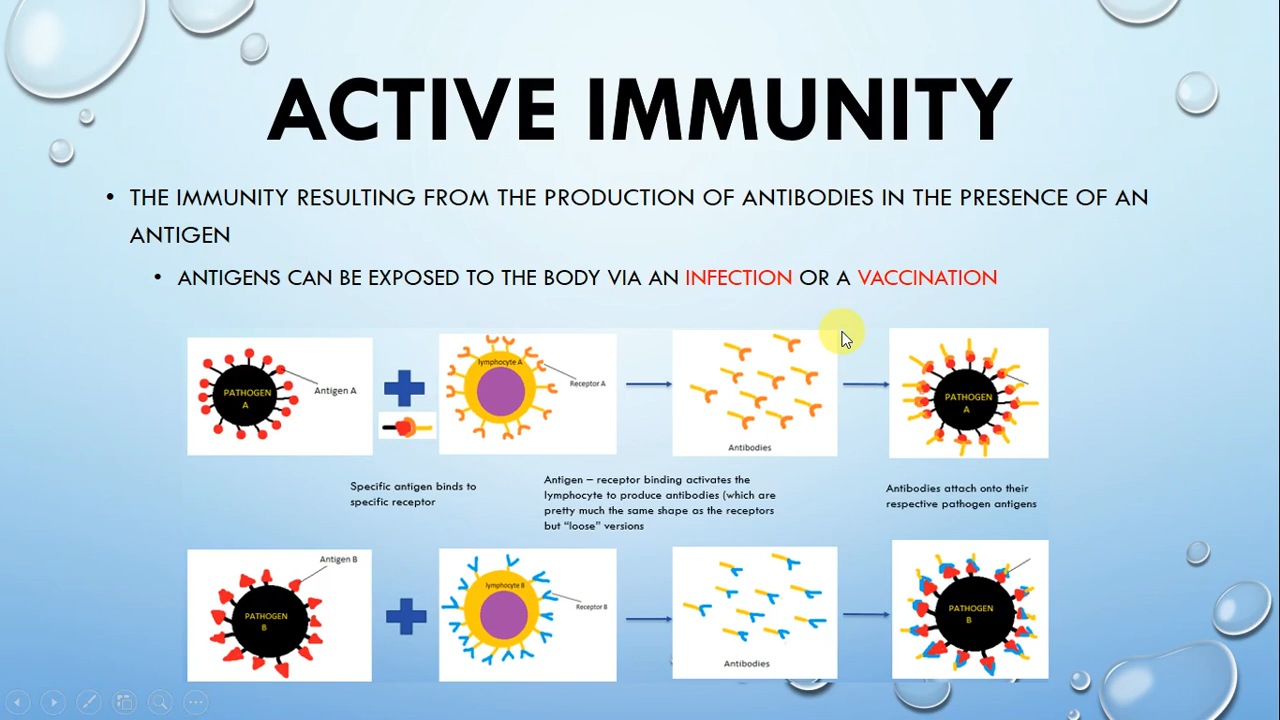 ACTIVE IMMUNITY
• THE IMMUNITY RESULTING FROM THE PRODUCTION OF ANTIBODIES IN THE PRESENCE OF AN
ANTIGEN
• ANTIGENS CAN BE EXPOSED TO THE BODY VIA AN INFECTION OR A VACCINATION
PATHOGEN
A
Antigen A
lymphocyte A
Receptor A
Antibodies
PATHOGEN
A
Specific antigen binds to
specific receptor
Antigen – receptor binding activates the
lymphocyte to produce antibodies (which are
pretty much the same shape as the receptors
but "loose" versions
Antibodies attach onto their
respective pathogen antigens
Antigen B
PATHOGEN
B
lymphocyte B
Receptor B
Antibodies
PATHOGEN
B